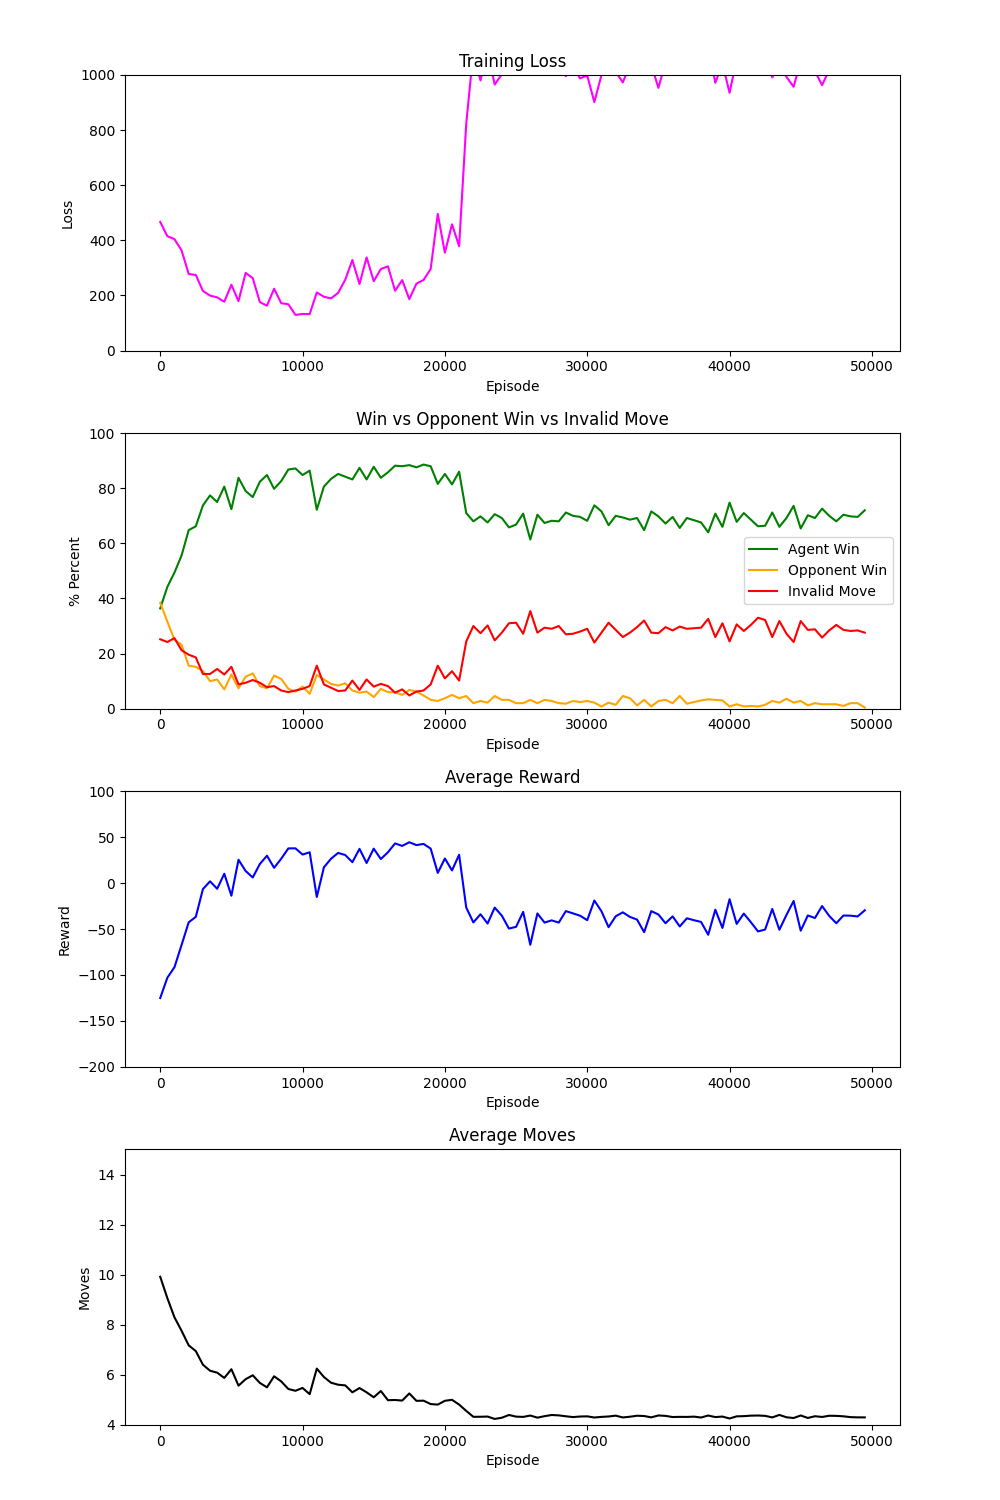 Training Loss
1000
800
600
400
200
0
Loss
0 10000 20000 30000 40000 50000
Episode
Win vs Opponent Win vs Invalid Move
100
80
60
40
20
0
% Percent
Agent Win
Opponent Win
Invalid Move
0 10000 20000 30000 40000 50000
Episode
Average Reward
100
50
0
−50
−100
−150
−200
Reward
0 10000 20000 30000 40000 50000
Episode
Average Moves
14
12
10
8
6
4
Moves
0 10000 20000 30000 40000 50000
Episode